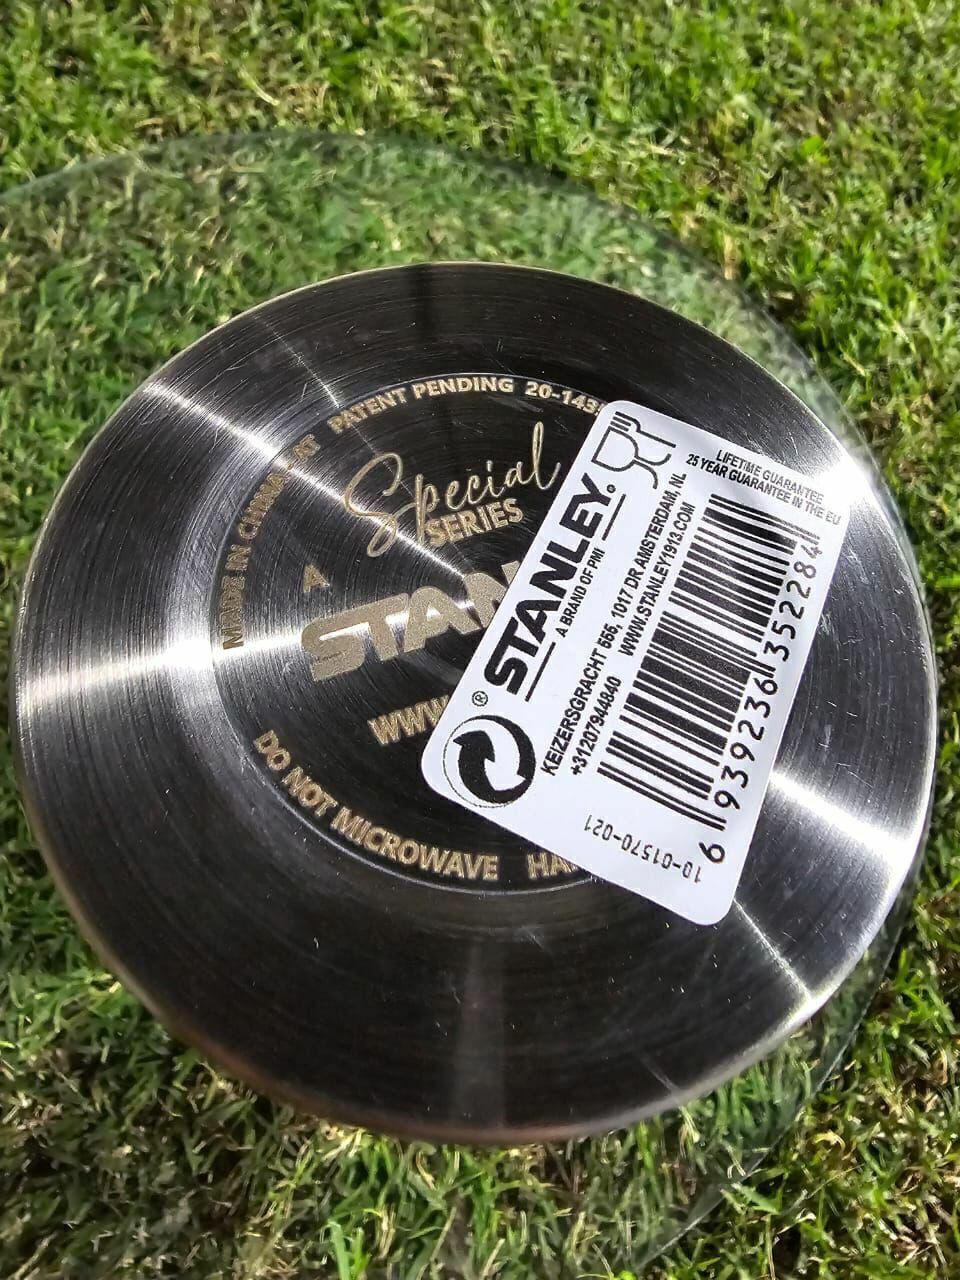 PATENT PENDING 20-143
MADE IN CHINA
Special
SERIES
A
STAN
WWW
DO NOT MICROWAVE
HA
STANLEY®
A BRAND OF PMI
KEIZERSGRACHT 555, 1017 DR AMSTERDAM, NL
+31207944840 WWW.STANLEY1913.COM
LIFETIME GUARANTEE
25 YEAR GUARANTEE IN THE EU
6 939236 352284
10-01570-021